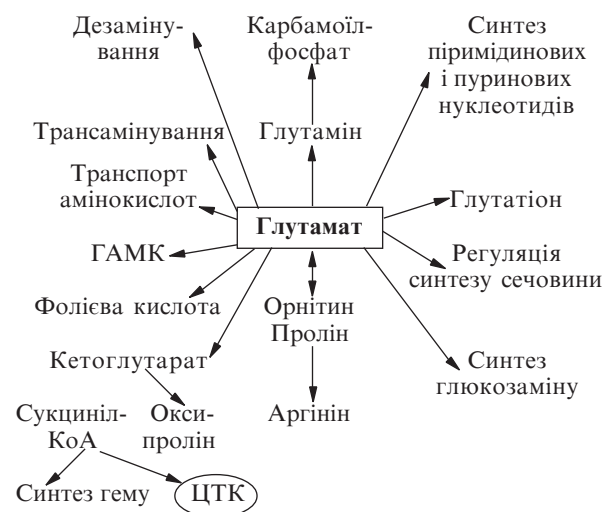 Дезаміну-
вання
Карбамоїл-
фосфат
Синтез
піримідинових
і пуринових
нуклеотидів
Трансамінування
Глутамін
Транспорт
амінокислот
Глутамат
Глутатіон
ГАМК
Регуляція
синтезу сечовини
Фолієва кислота
Орнітин
Пролін
Кетоглутарат
Синтез
глюкозаміну
Сукциніл-
КоА
Окси-
пролін
Аргінін
Синтез гему
ЦТК